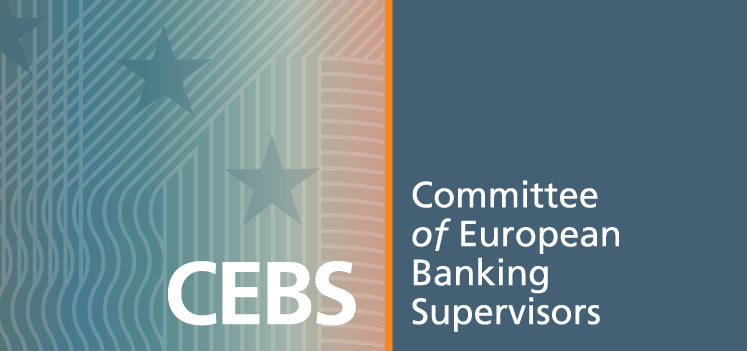 CEBS
Committee
of European
Banking
Supervisors